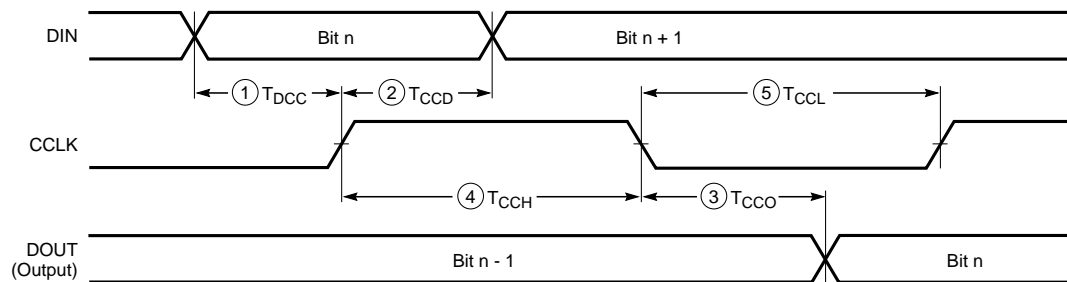 DIN
Bit n
Bit n + 1
1 TDCC
2 TCCD
5 TCCL
CCLK
4 TCCH
3 TCCO
DOUT
(Output)
Bit n - 1
Bit n